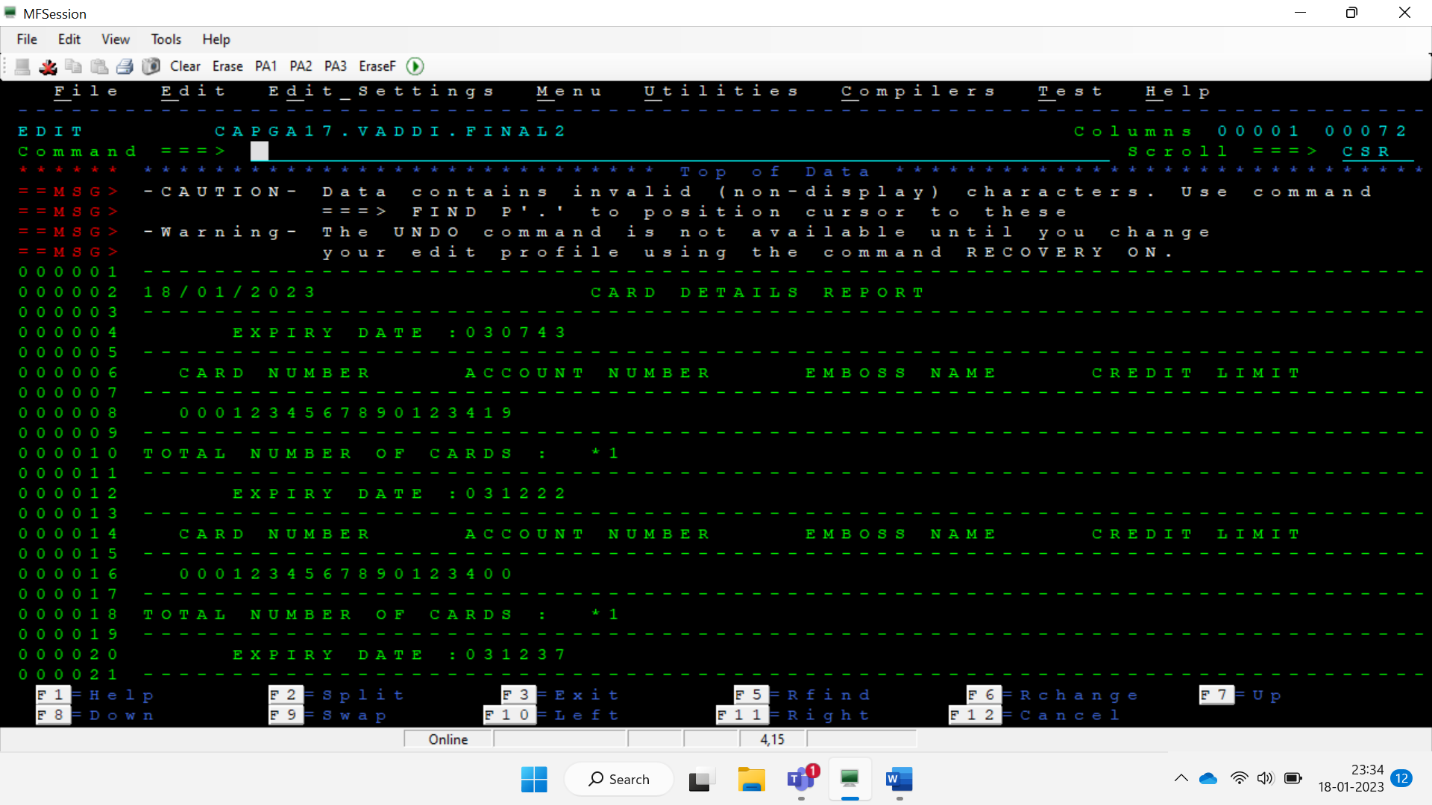 MFSession
File Edit View Tools Help
Clear Erase PA1 PA2 PA3 EraseF
File Edit Edit_Settings Menu Utilities Compilers Test Help
EDIT CAPGA17.VADDI.FINAL2 Columns 00001 00072
Command ===> Scroll ===> CSR
****** ***************************** Top of Data ******************************
==MSG> -CAUTION- Data contains invalid (non-display) characters. Use command
==MSG> ===> FIND P'.' to position cursor to these
==MSG> -Warning- The UNDO command is not available until you change
==MSG> your edit profile using the command RECOVERY ON.
000001 ------------------------------------------------------------------------
000002 18/01/2023 CARD DETAILS REPORT
000003 ------------------------------------------------------------------------
000004 EXPIRY DATE :030743
000005 ------------------------------------------------------------------------
000006 CARD NUMBER ACCOUNT NUMBER EMBOSS NAME CREDIT LIMIT
000007 ------------------------------------------------------------------------
000008 0001234567890123419
000009 ------------------------------------------------------------------------
000010 TOTAL NUMBER OF CARDS : *1
000011 ------------------------------------------------------------------------
000012 EXPIRY DATE :031222
000013 ------------------------------------------------------------------------
000014 CARD NUMBER ACCOUNT NUMBER EMBOSS NAME CREDIT LIMIT
000015 ------------------------------------------------------------------------
000016 0001234567890123400
000017 ------------------------------------------------------------------------
000018 TOTAL NUMBER OF CARDS : *1
000019 ------------------------------------------------------------------------
000020 EXPIRY DATE :031237
000021 ------------------------------------------------------------------------
F1=Help F2=Split F3=Exit F5=Rfind F6=Rchange F7=Up
F8=Down F9=Swap F10=Left F11=Right F12=Cancel
Online 4,15
Search 1 W 23:34
18-01-2023 12